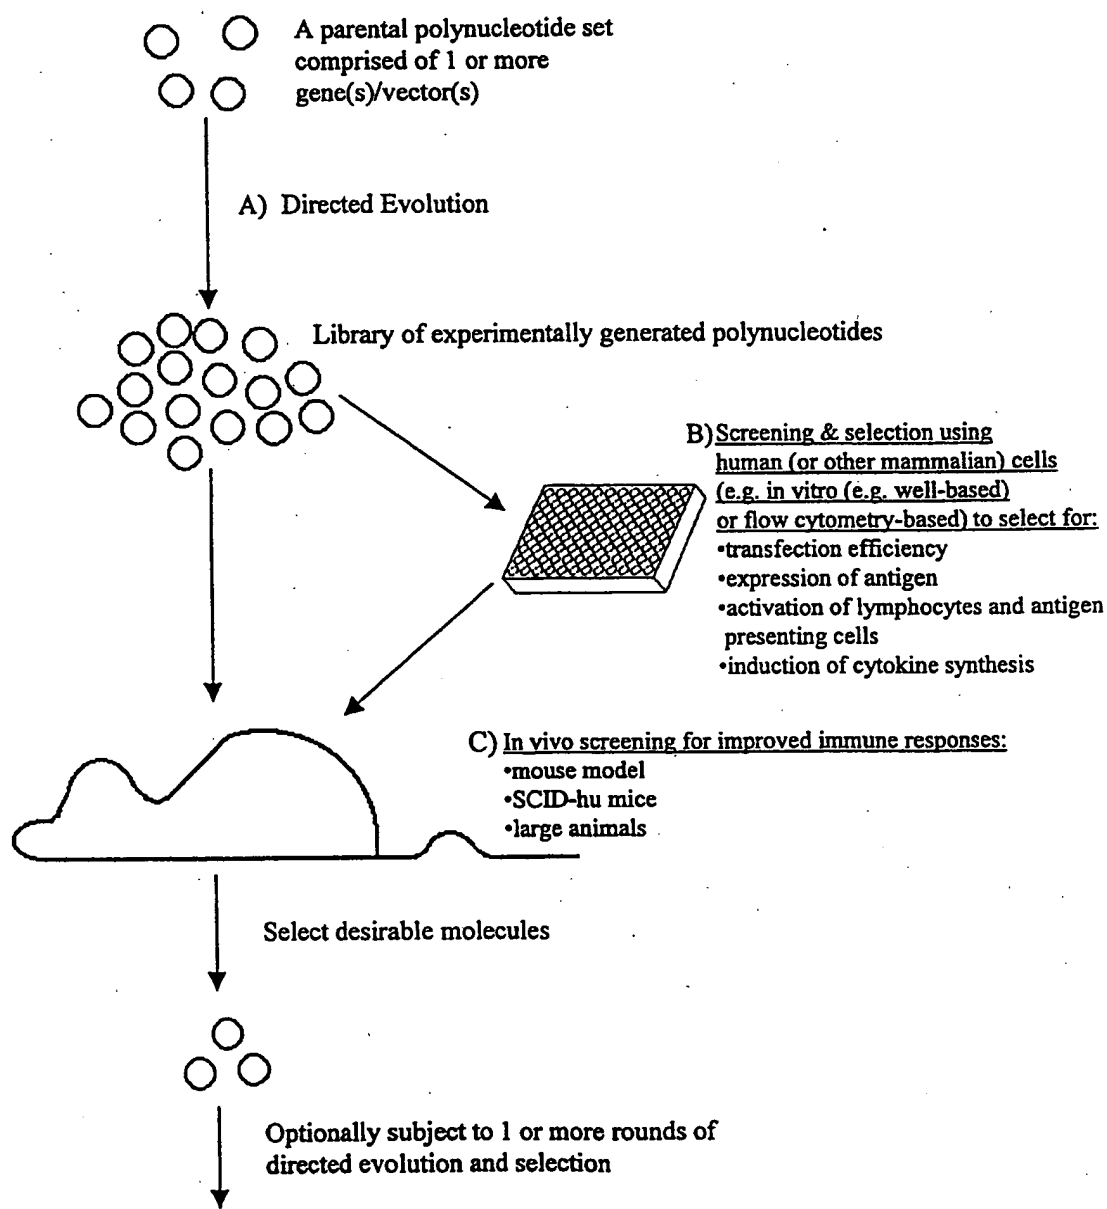 A parental polynucleotide set
comprised of 1 or more
gene(s)/vector(s)
A) Directed Evolution
Library of experimentally generated polynucleotides
B) Screening & selection using
human (or other mammalian) cells
(e.g. in vitro (e.g. well-based)
or flow cytometry-based) to select for:
•transfection efficiency
•expression of antigen
•activation of lymphocytes and antigen
presenting cells
•induction of cytokine synthesis
C) In vivo screening for improved immune responses:
•mouse model
•SCID-hu mice
•large animals
Select desirable molecules
Optionally subject to 1 or more rounds of
directed evolution and selection